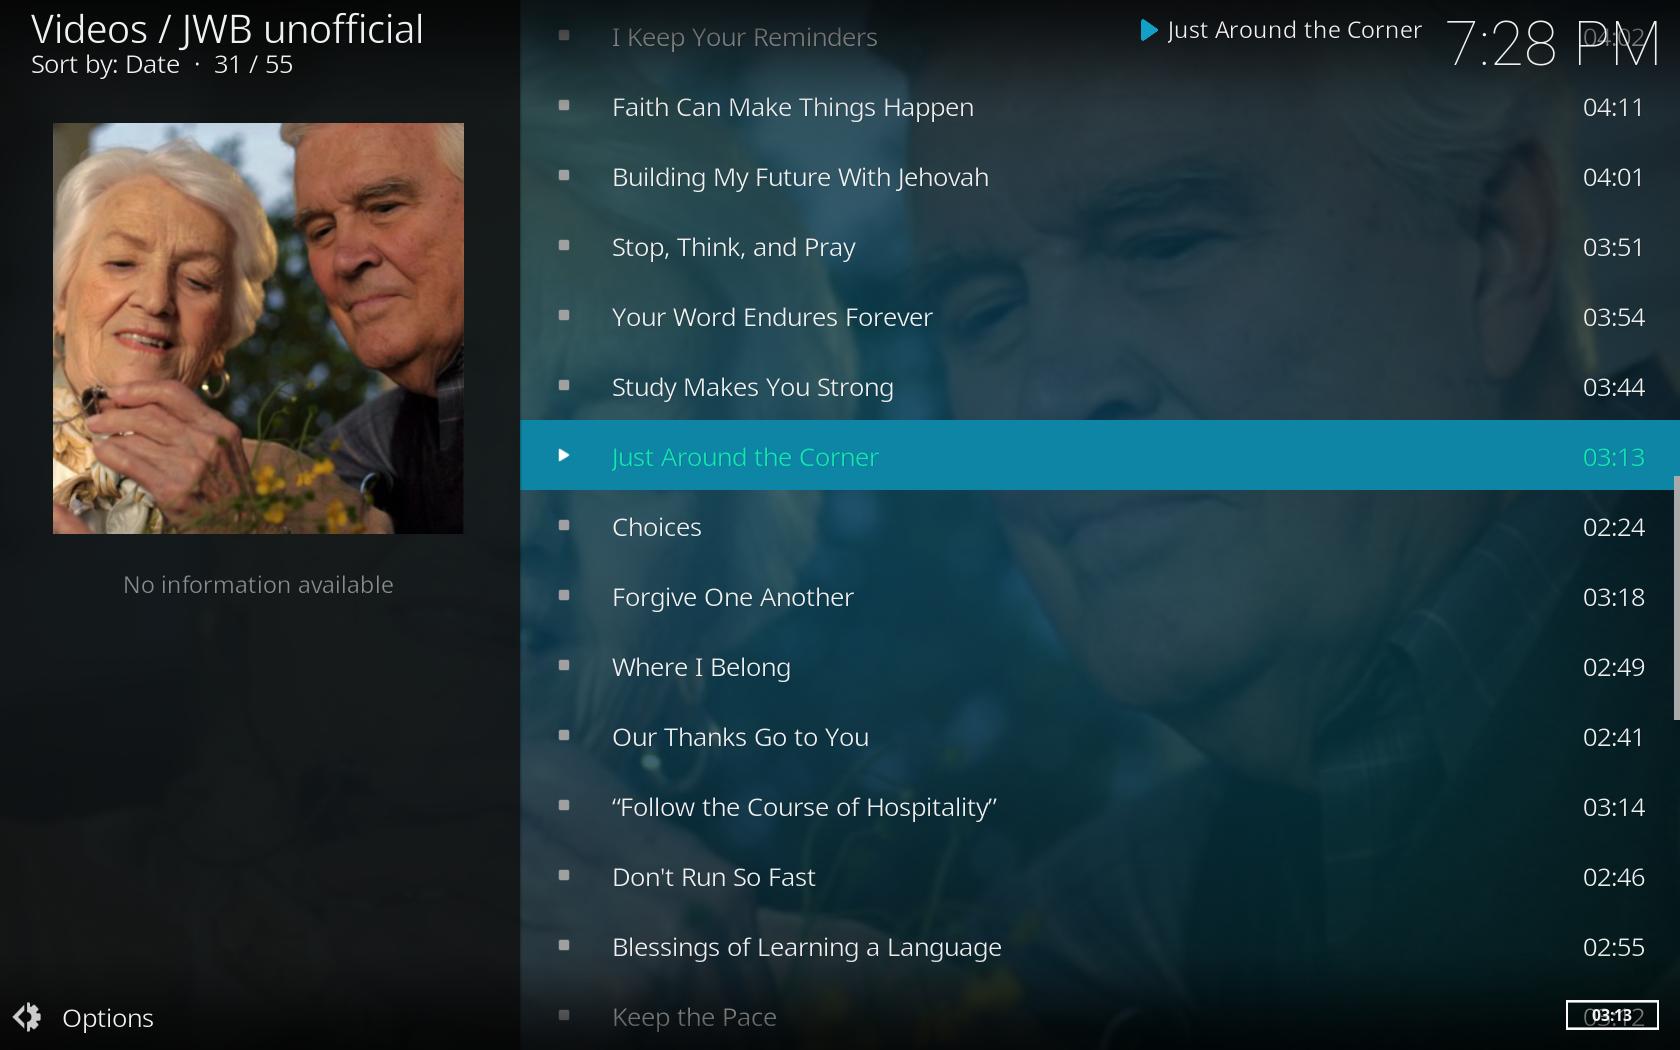 Videos / JWB unofficial
Sort by: Date · 31 / 55
Just Around the Corner
7:28 PM
I Keep Your Reminders 04:02
Faith Can Make Things Happen 04:11
Building My Future With Jehovah 04:01
Stop, Think, and Pray 03:51
Your Word Endures Forever 03:54
Study Makes You Strong 03:44
Just Around the Corner 03:13
Choices 02:24
Forgive One Another 03:18
Where I Belong 02:49
Our Thanks Go to You 02:41
“Follow the Course of Hospitality” 03:14
Don't Run So Fast 02:46
Blessings of Learning a Language 02:55
Keep the Pace
No information available
Options
03:13